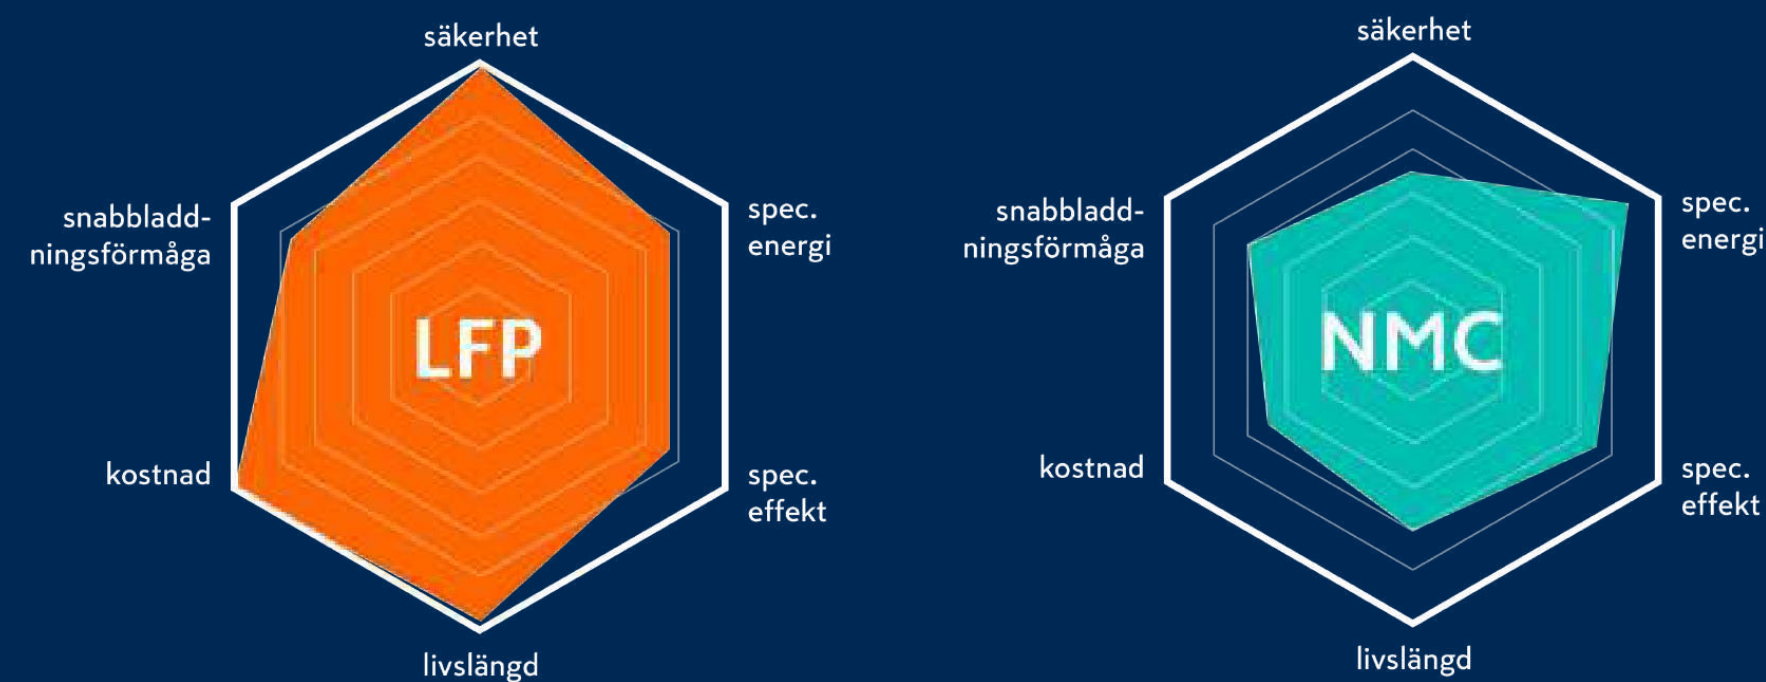 säkerhet
snabbladd-
ningsförmåga
spec.
energi
LFP
kostnad
spec.
effekt
livslängd
säkerhet
snabbladd-
ningsförmåga
spec.
energi
NMC
kostnad
spec.
effekt
livslängd